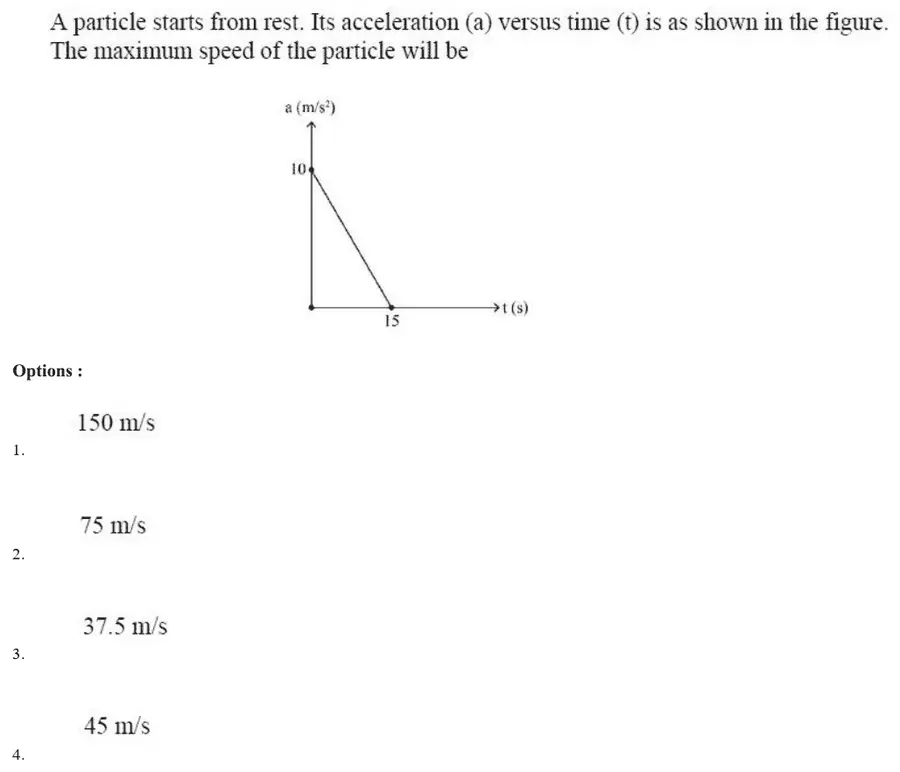 A particle starts from rest. Its acceleration (a) versus time (t) is as shown in the figure.
The maximum speed of the particle will be
a (m/s²)
10
t (s)
15
Options :
150 m/s
1.
75 m/s
2.
37.5 m/s
3.
45 m/s
4.